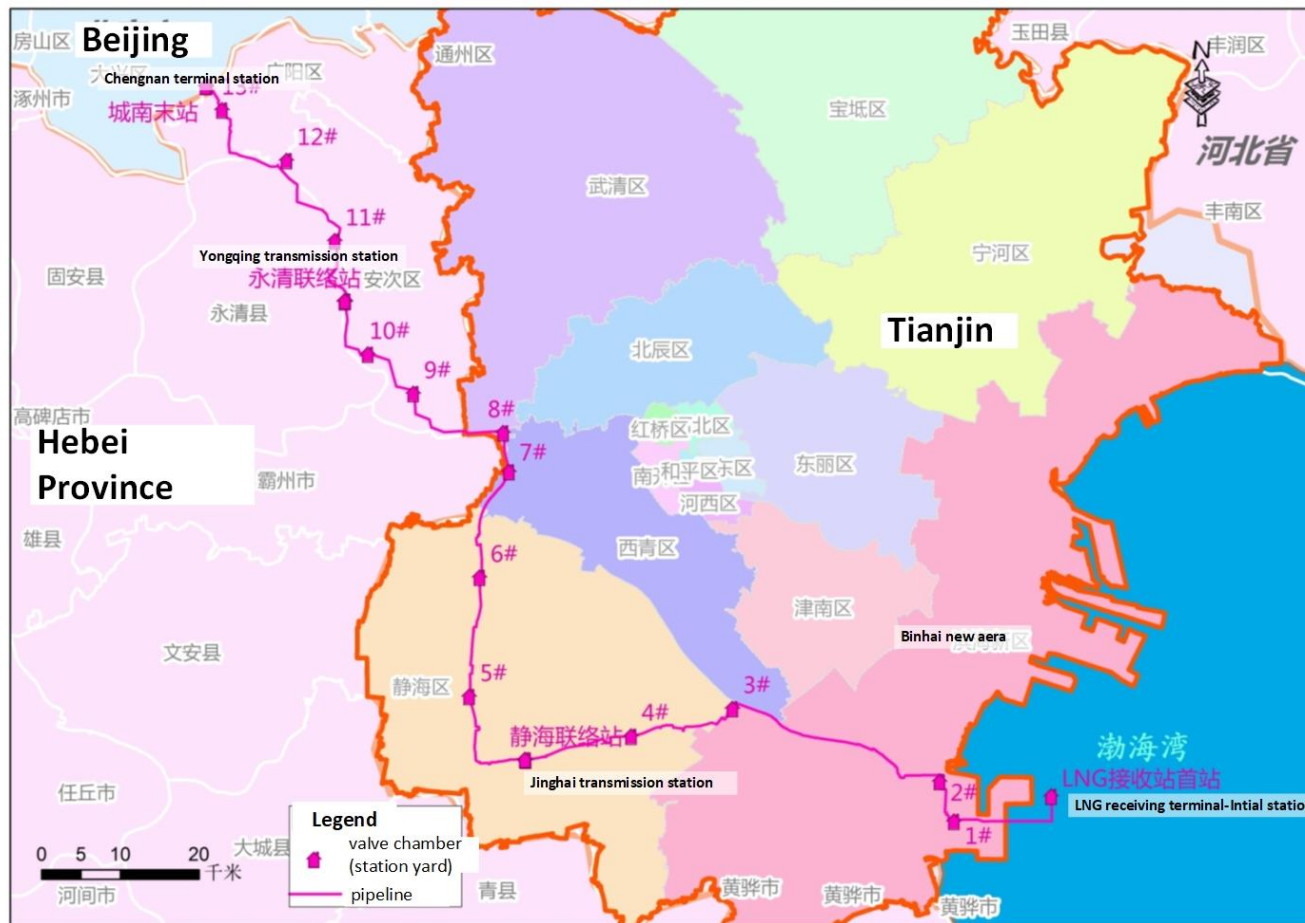 房山区
Beijing
通州区
玉田县
丰润区
N
Chengnan terminal station
广阳区
涿州市
13#
城南末站
宝坻区
12#
河北省
武清区
11#
丰南区
Yongqing transmission station
宁河区
固安县
永清联络站
安次区
永清县
10#
北辰区
Tianjin
9#
高碑店市
8#
红桥区
北区
Hebei
Province
7#
和平区
东丽区
霸州市
河西区
雄县
西青区
6#
津南区
Binhai new aera
文安县
5#
静海区
3#
4#
静海联络站
渤海湾
LNG接收站首站
Jinghai transmission station
任丘市
2#
LNG receiving terminal-Intial station
1#
Legend
valve chamber
(station yard)
pipeline
0 5 10 20
千米
大城县
河间市
青县
黄骅市
黄骅市
黄骅市